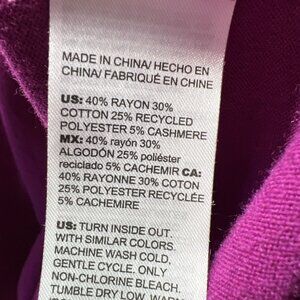 MADE IN CHINA/ HECHO EN
CHINA/ FABRIQUÉ EN CHINE
US: 40% RAYON 30%
COTTON 25% RECYCLED
POLYESTER 5% CASHMERE
MX: 40% rayón 30%
ALGODÓN 25% poliéster
reciclado 5% CACHEMIR CA:
40% RAYONNE 30% COTON
25% POLYESTER RECYCLÉE
5% CACHEMIRE
US: TURN INSIDE OUT.
WITH SIMILAR COLORS.
MACHINE WASH COLD,
GENTLE CYCLE. ONLY
NON-CHLORINE BLEACH.
TUMBLE DRY LOW. WARM